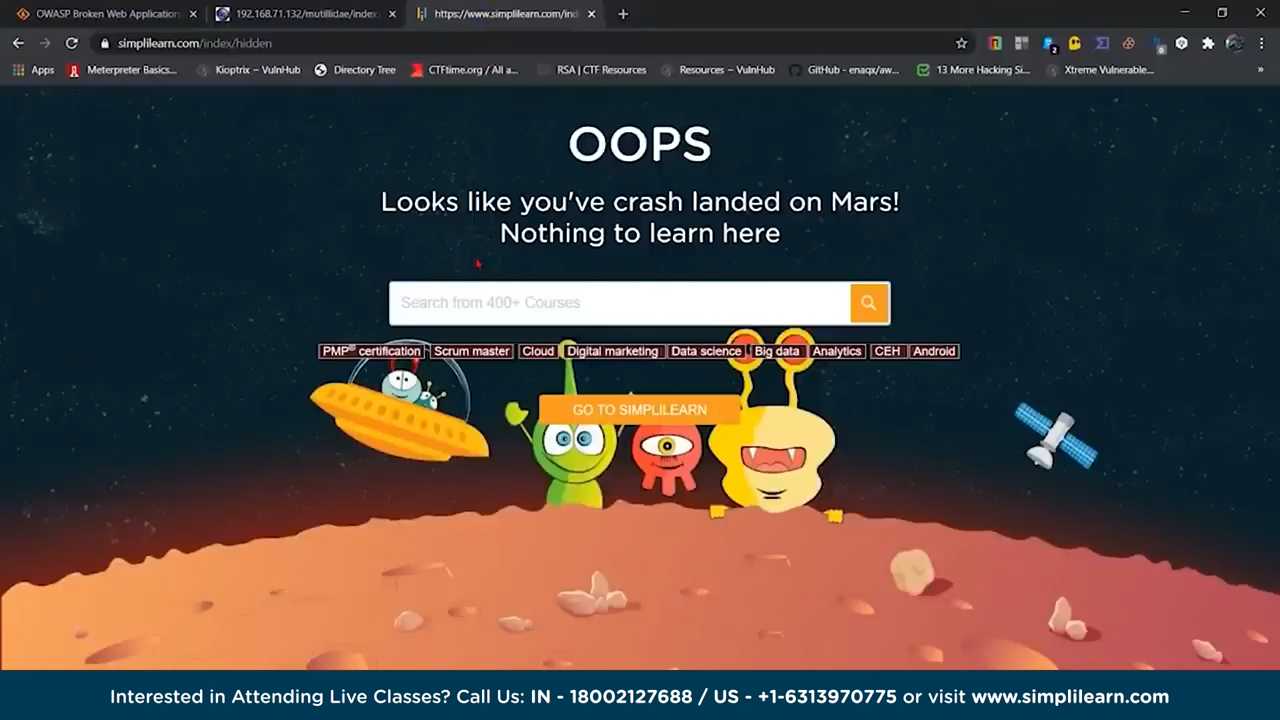 OWASP Broken Web Application
192.168.71.132/mutillidae/index.
https://www.simplilearn.com/ind
simplilearn.com/index/hidden
Apps
Meterpreter Basics...
Kioptrix – VulnHub
Directory Tree
CTFtime.org / All a...
RSA | CTF Resources
Resources – VulnHub
GitHub - enaqx/aw...
13 More Hacking Si...
Xtreme Vulnerable...
»
OOPS
Looks like you've crash landed on Mars!
Nothing to learn here
Search from 400+ Courses
PMP® certification Scrum master Cloud Digital marketing Data science Big data Analytics CEH Android
GO TO SIMPLILEARN
Interested in Attending Live Classes? Call Us: IN - 18002127688 / US - +1-6313970775 or visit www.simplilearn.com